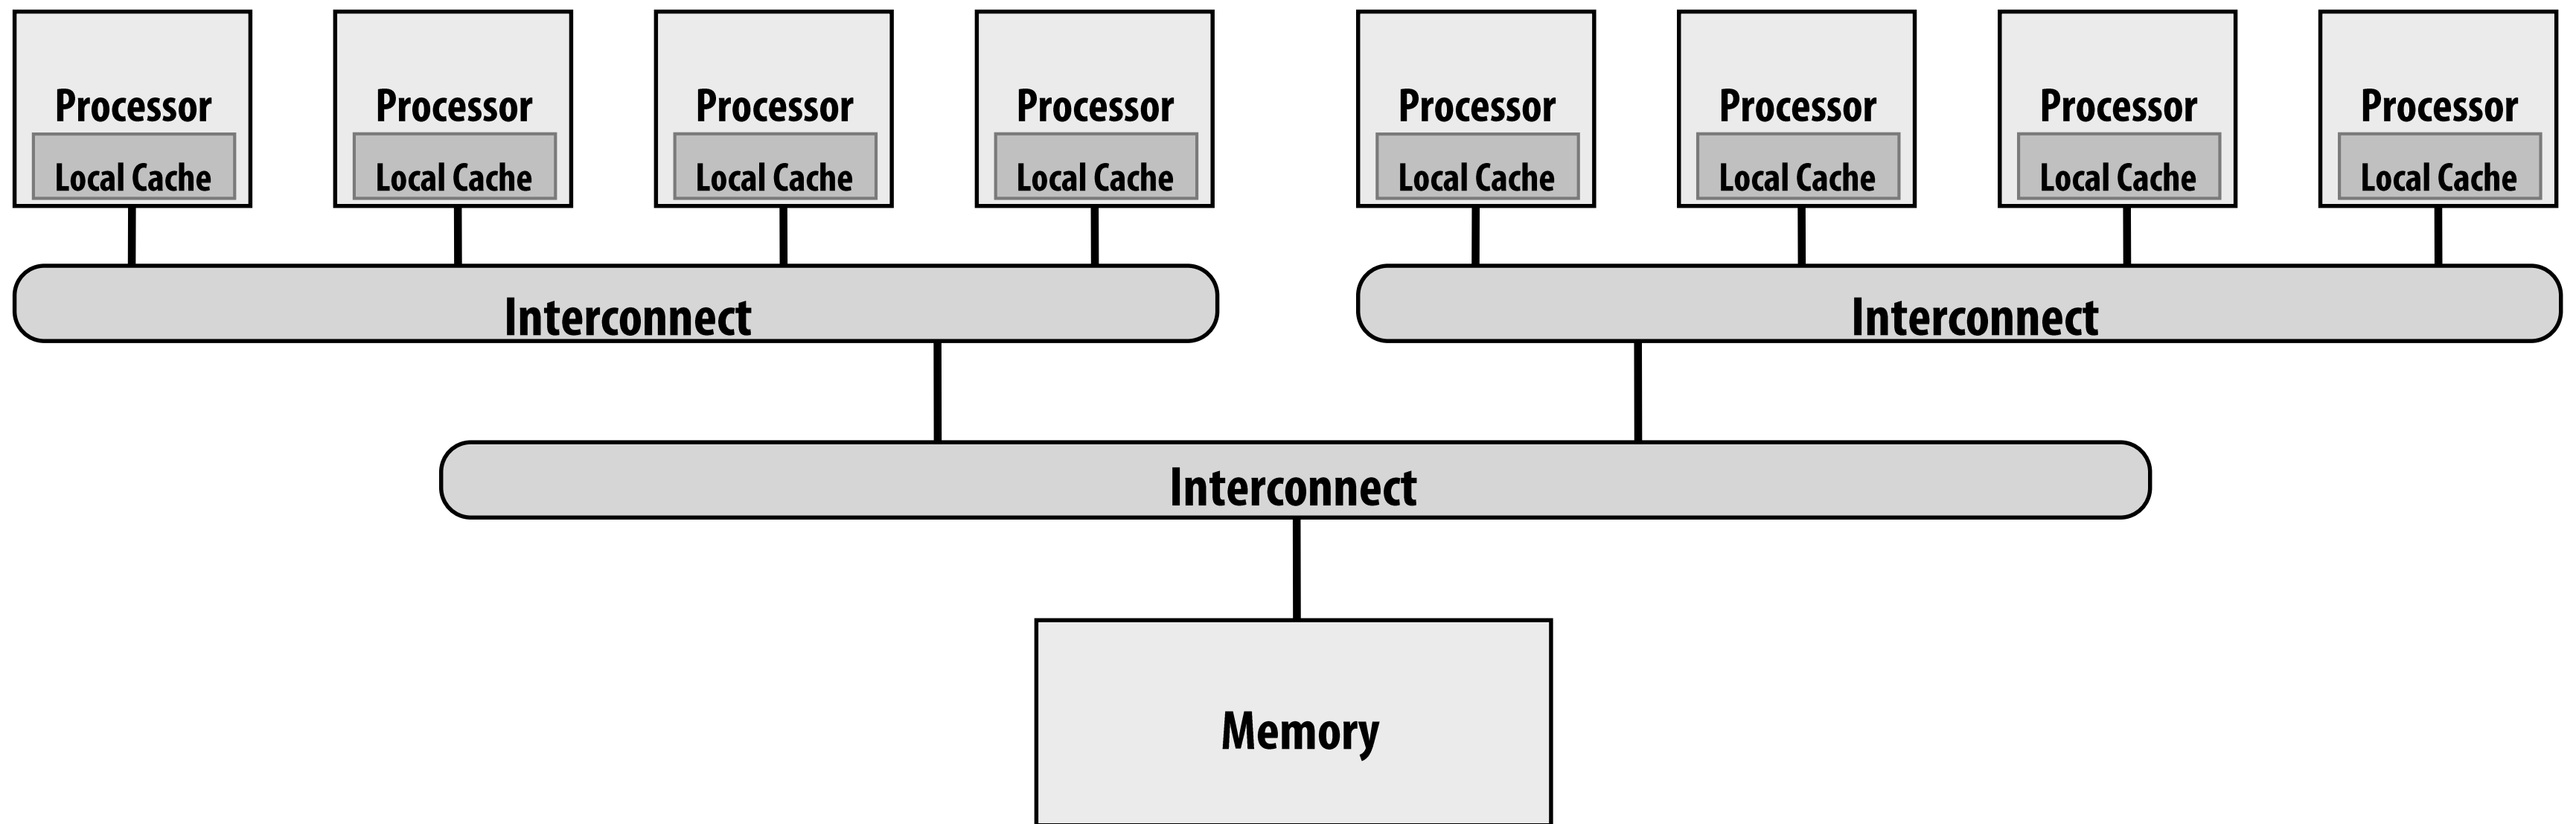 Processor
Local Cache
Processor
Local Cache
Processor
Local Cache
Processor
Local Cache
Processor
Local Cache
Processor
Local Cache
Processor
Local Cache
Processor
Local Cache
Interconnect
Interconnect
Interconnect
Memory